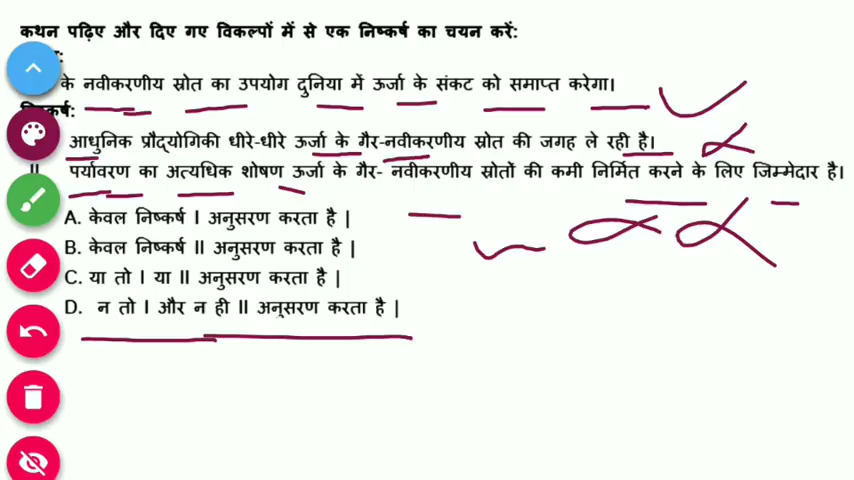 कथन पढ़िए और दिए गए विकल्पों में से एक निष्कर्ष का चयन करें:
के नवीकरणीय स्रोत का उपयोग दुनिया में ऊर्जा के संकट को समाप्त करेगा।
आधुनिक प्रौद्योगिकी धीरे-धीरे ऊर्जा के गैर-नवीकरणीय स्रोत की जगह ले रही है।
II पर्यावरण का अत्यधिक शोषण ऊर्जा के गैर- नवीकरणीय स्रोतों की कमी निर्मित करने के लिए जिम्मेदार है।
A. केवल निष्कर्ष I अनुसरण करता है |
B. केवल निष्कर्ष II अनुसरण करता है |
C. या तो I या II अनुसरण करता है |
D. न तो I और न ही II अनुसरण करता है |